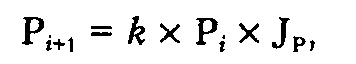 P_{i+1} = k × P_i × J_P,